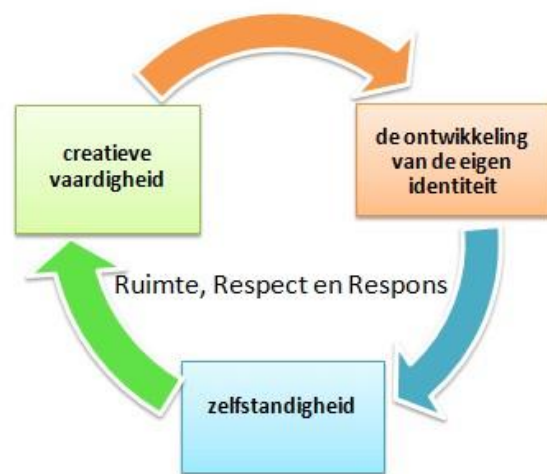 creatieve
vaardigheid
de ontwikkeling
van de eigen
identiteit
Ruimte, Respect en Respons
zelfstandigheid